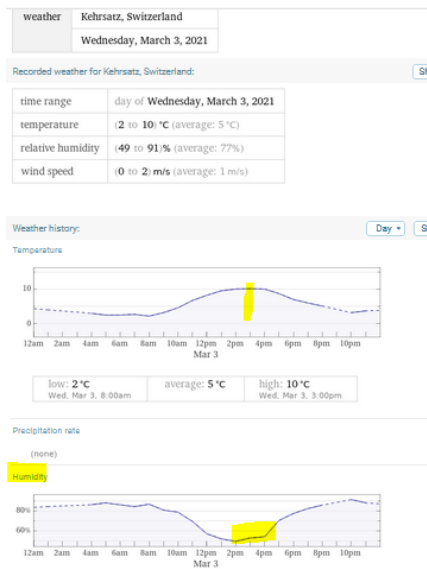 weather Kehrsatz, Switzerland
Wednesday, March 3, 2021
Recorded weather for Kehrsatz, Switzerland:
time range day of Wednesday, March 3, 2021
temperature (2 to 10) °C (average: 5 °C)
relative humidity (49 to 91)% (average: 77%)
wind speed (0 to 2) m/s (average: 1 m/s)
Weather history:
Day
Temperature
10
0
12am 2am 4am 6am 8am 10am 12pm 2pm 4pm 6pm 8pm 10pm
Mar 3
low: 2 °C average: 5 °C high: 10 °C
Wed, Mar 3, 8:00am Wed, Mar 3, 3:00pm
Precipitation rate
(none)
Humidity
80%
60%
12am 2am 4am 6am 8am 10am 12pm 2pm 4pm 6pm 8pm 10pm
Mar 3